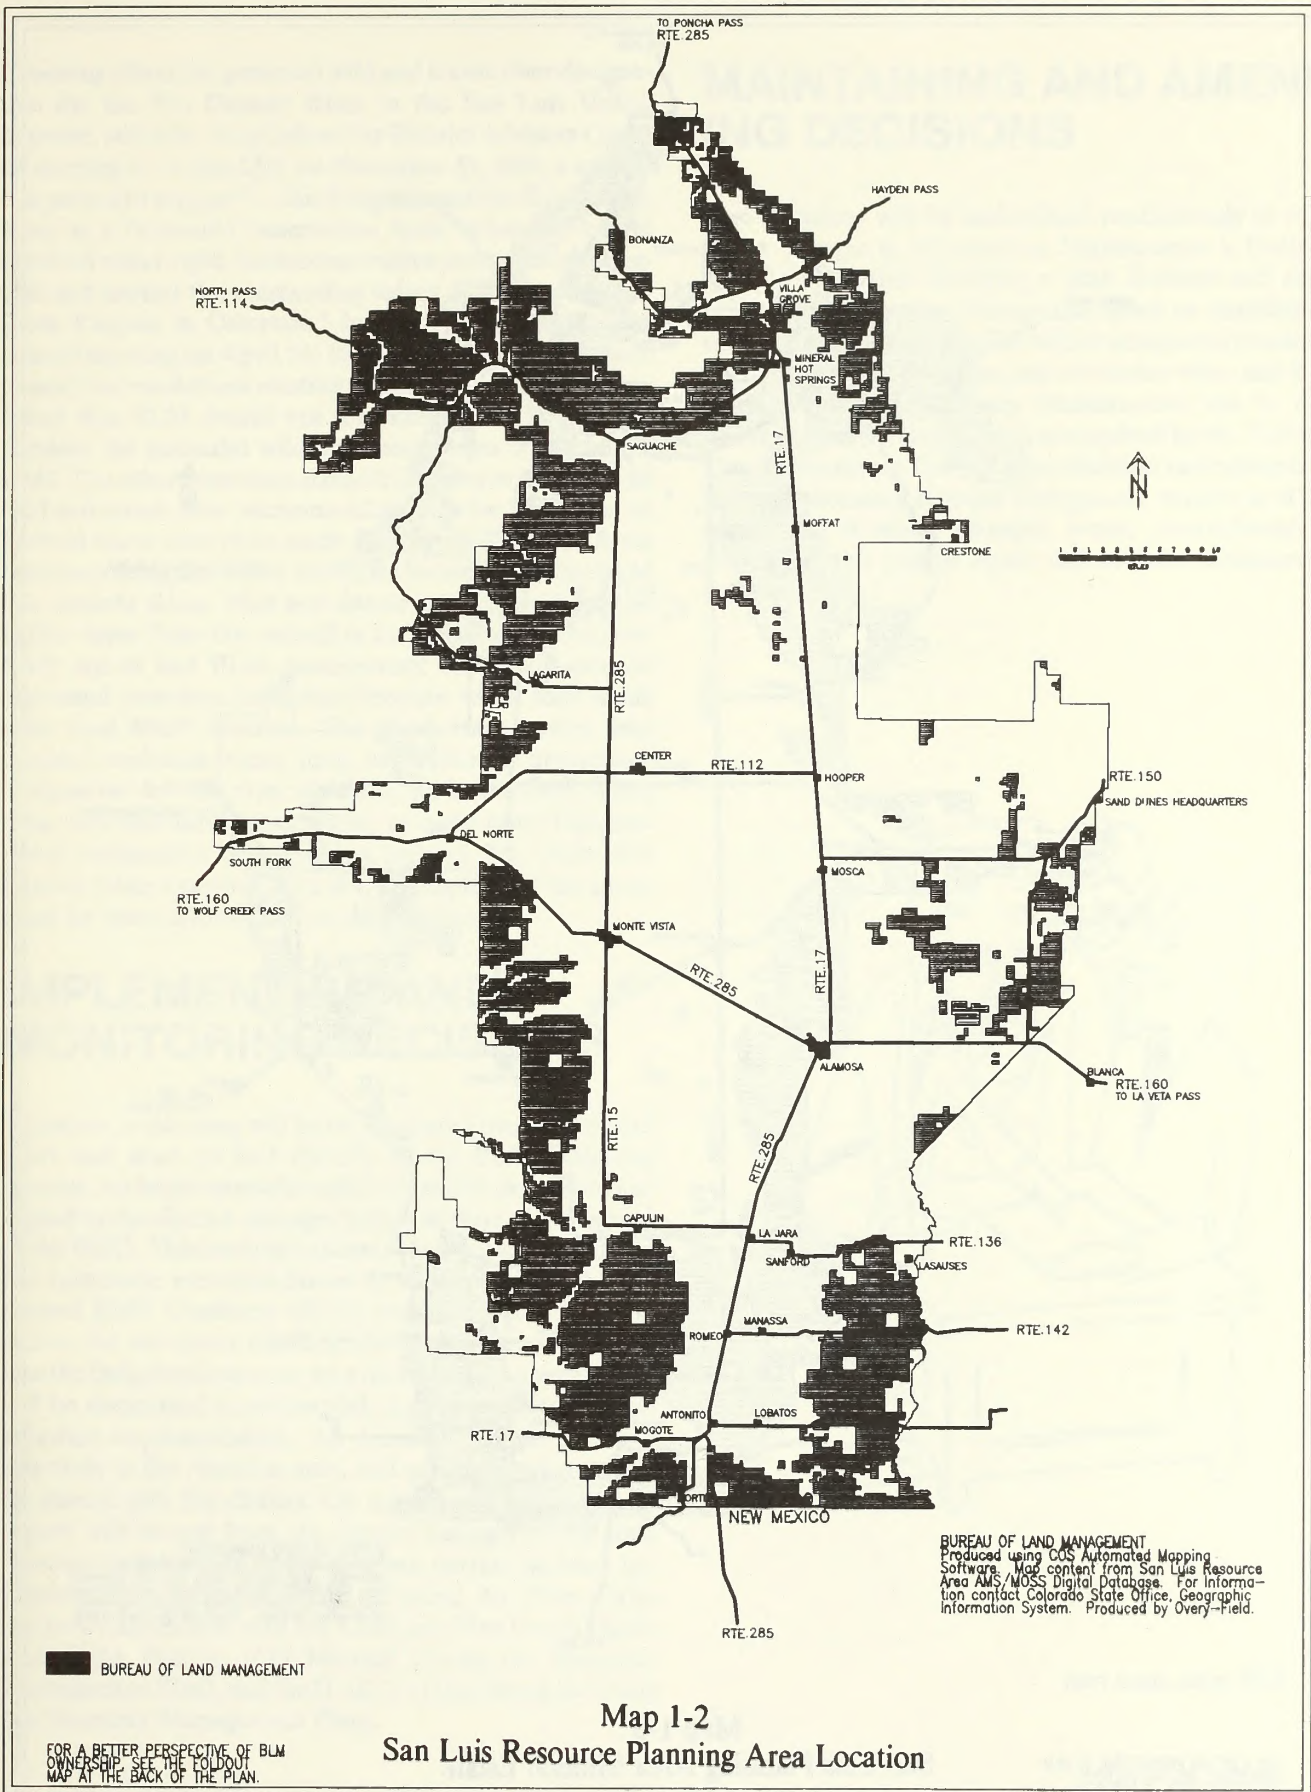 TO PONCHA PASS
RTE.285
HAYDEN PASS
BONANZA
NORTH PASS
RTE.114
VILLA
GROVE
MINERAL
HOT
SPRINGS
SAGUACHE
RTE.17
N
MOFFAT
CRESTONE
LAGARITA
RTE.285
CENTER
RTE.112
HOOPER
RTE.150
SAND DUNES HEADQUARTERS
DEL NORTE
SOUTH FORK
MOSCA
RTE.160
TO WOLF CREEK PASS
MONTE VISTA
RTE.285
RTE.17
ALAMOSA
BLANCA
RTE.160
TO LA VETA PASS
RTE.15
RTE.285
CAPULIN
LA JARA
SANFORD
RTE.136
LASAUSES
ROMEO
MANASSA
RTE.142
ANTONITO
LOBATOS
RTE.17
MOGOTE
NEW MEXICO
BUREAU OF LAND MANAGEMENT
Produced using COS Automated Mapping
Software. Map content from San Luis Resource
Area AMS/MOSS Digital Database. For Informa-
tion contact Colorado State Office, Geographic
Information System. Produced by Overy-Field.
RTE.285
BUREAU OF LAND MANAGEMENT
Map 1-2
San Luis Resource Planning Area Location
FOR A BETTER PERSPECTIVE OF BLM
OWNERSHIP, SEE THE FOLDOUT
MAP AT THE BACK OF THE PLAN.